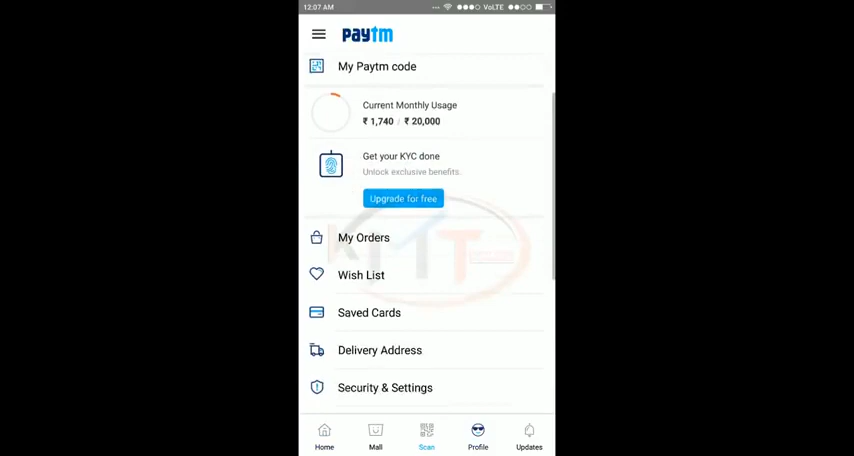 12:07 AM
VoLTE
paytm
My Paytm code
Current Monthly Usage
₹ 1,740 / ₹ 20,000
Get your KYC done
Unlock exclusive benefits.
Upgrade for free
My Orders
Wish List
Saved Cards
Delivery Address
Security & Settings
Home Mall Scan Profile Updates